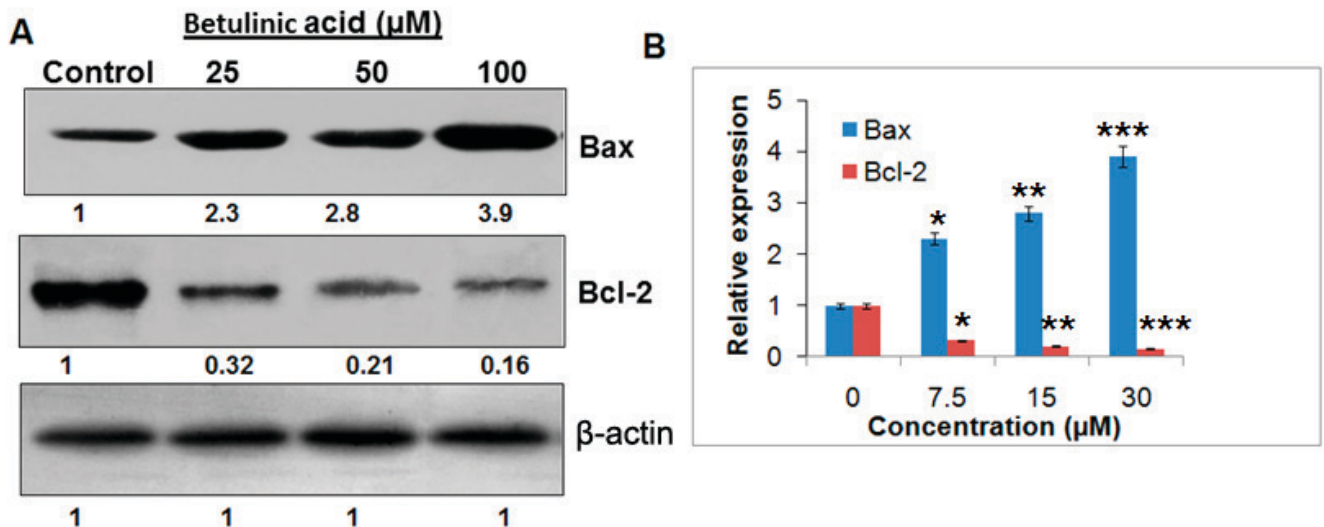 A
Betulinic acid (µM)
Control 25 50 100
Bax
1 2.3 2.8 3.9
Bcl-2
1 0.32 0.21 0.16
β-actin
1 1 1 1
B
Relative expression
5
4
3
2
1
0
Bax
Bcl-2
* ** ***
* ** ***
0 7.5 15 30
Concentration (µM)